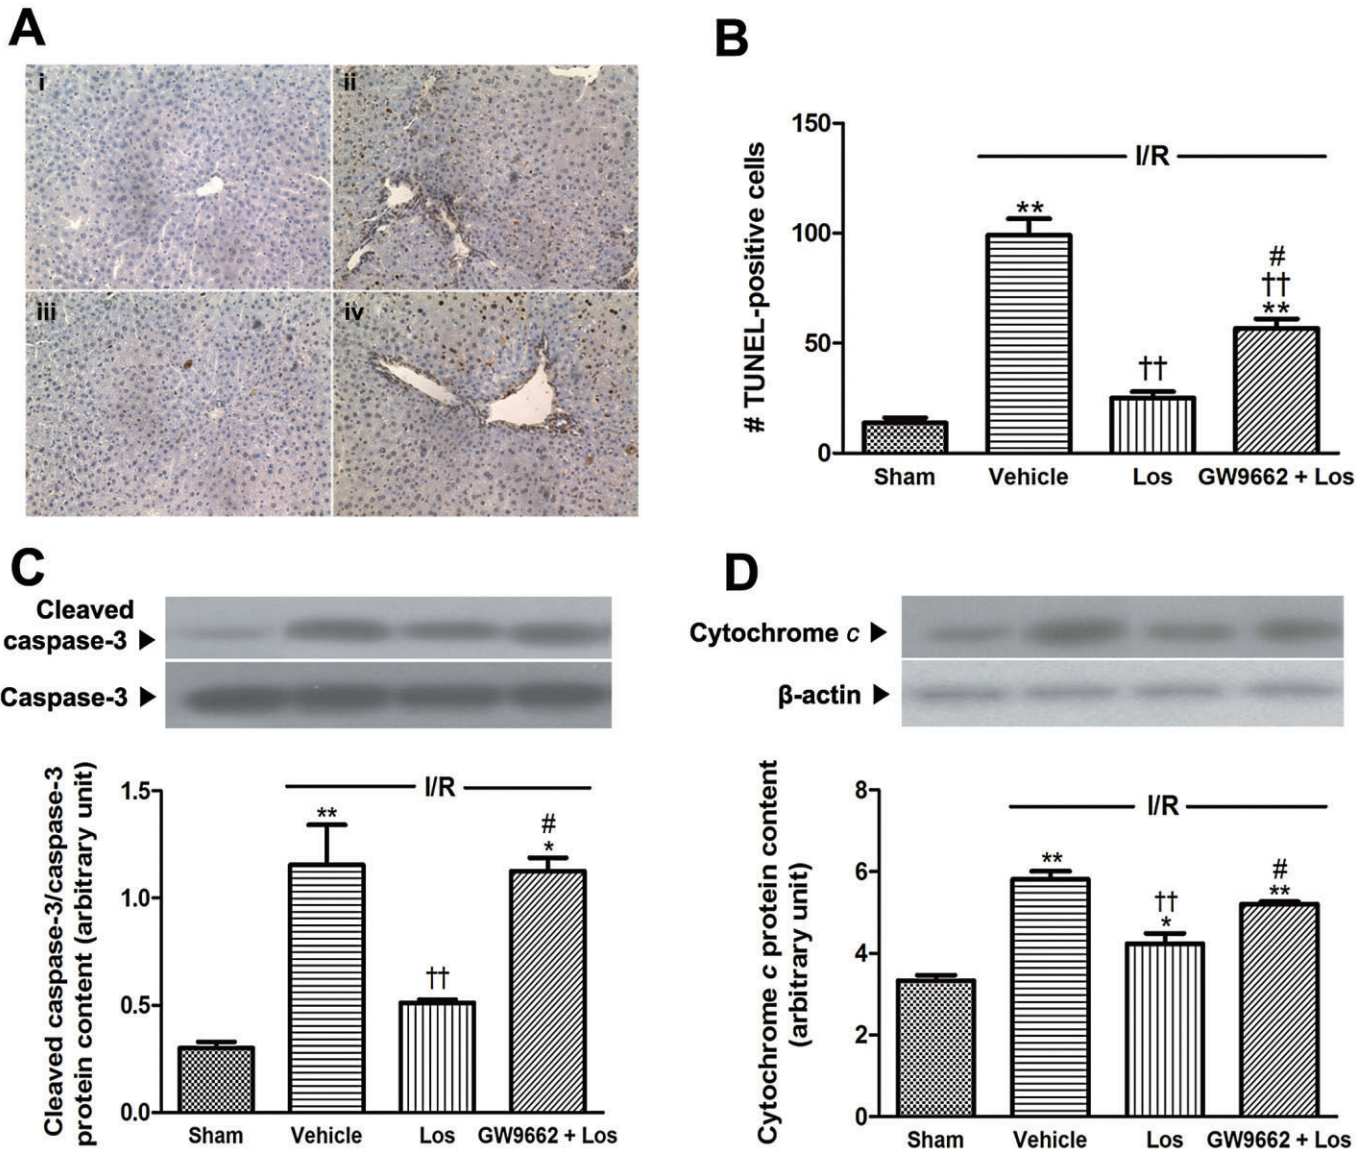 A
i
ii
iii
iv
B
# TUNEL-positive cells
150
100
50
0
I/R
**
††
#
††
**
Sham
Vehicle
Los
GW9662 + Los
C
Cleaved
caspase-3
Caspase-3
Cleaved caspase-3/caspase-3
protein content (arbitrary unit)
1.5
1.0
0.5
0.0
I/R
**
††
#
*
Sham
Vehicle
Los
GW9662 + Los
D
Cytochrome c
β-actin
Cytochrome c protein content
(arbitrary unit)
8
6
4
2
0
I/R
**
††
*
#
**
Sham
Vehicle
Los
GW9662 + Los